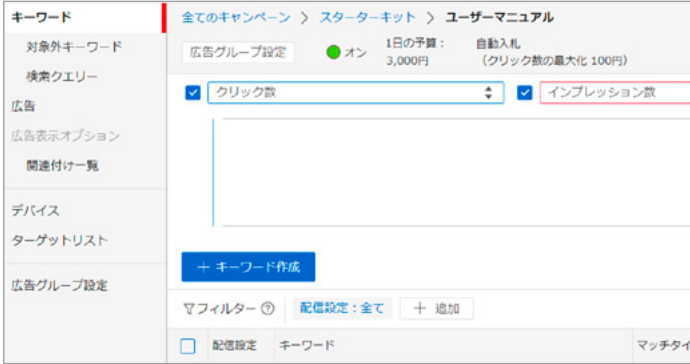 キーワード
対象外キーワード
検索クエリー
広告
広告表示オプション
関連付け一覧
デバイス
ターゲットリスト
広告グループ設定
全てのキャンペーン > スターターキット > ユーザーマニュアル
広告グループ設定 オン 1日の予算: 自動入札
3,000円 (クリック数の最大化 100円)
クリック数 インプレッション数
+ キーワード作成
フィルター ? 配信設定:全て + 追加
配信設定 キーワード マッチタイ